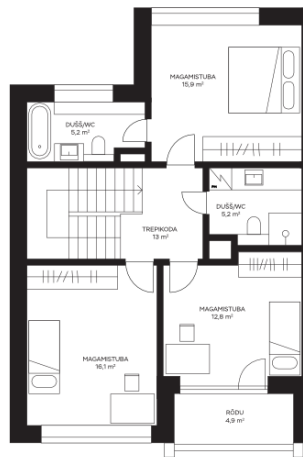 MAGAMISTUBA
15,9 m²
DUŠŠ/WC
5,2 m²
DUŠŠ/WC
5,2 m²
TREPIKODA
13 m²
MAGAMISTUBA
12,8 m²
MAGAMISTUBA
16,1 m²
RÕDU
4,9 m²